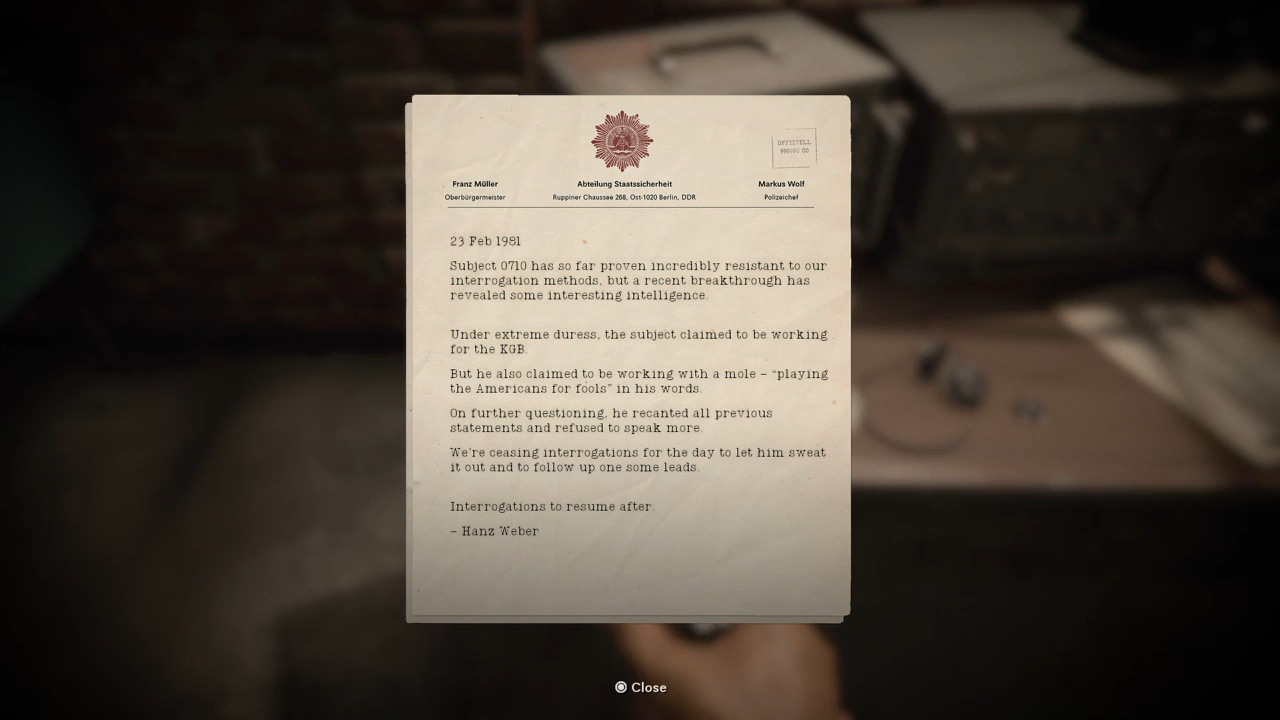 OFFIZIELL
Franz Müller
Abteilung Staatssicherheit
Markus Wolf
Oberbürgermeister
Ruppiner Chaussee 268, Ost-1020 Berlin, DDR
Polizeichef
23 Feb 1981
Subject 0710 has so far proven incredibly resistant to our
interrogation methods, but a recent breakthrough has
revealed some interesting intelligence.
Under extreme duress, the subject claimed to be working
for the KGB.
But he also claimed to be working with a mole – “playing
the Americans for fools” in his words.
On further questioning, he recanted all previous
statements and refused to speak more.
We're ceasing interrogations for the day to let him sweat
it out and to follow up one some leads.
Interrogations to resume after.
– Hanz Weber
Close